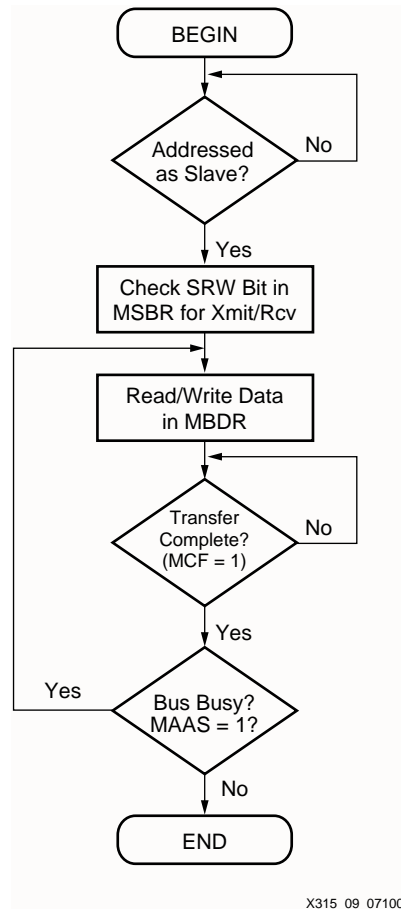 BEGIN
No
Addressed
as Slave?
Yes
Check SRW Bit in
MSBR for Xmit/Rcv
Read/Write Data
in MBDR
Transfer
Complete?
(MCF = 1)
No
Yes
Yes
Bus Busy?
MAAS = 1?
No
END
X315_09_07100